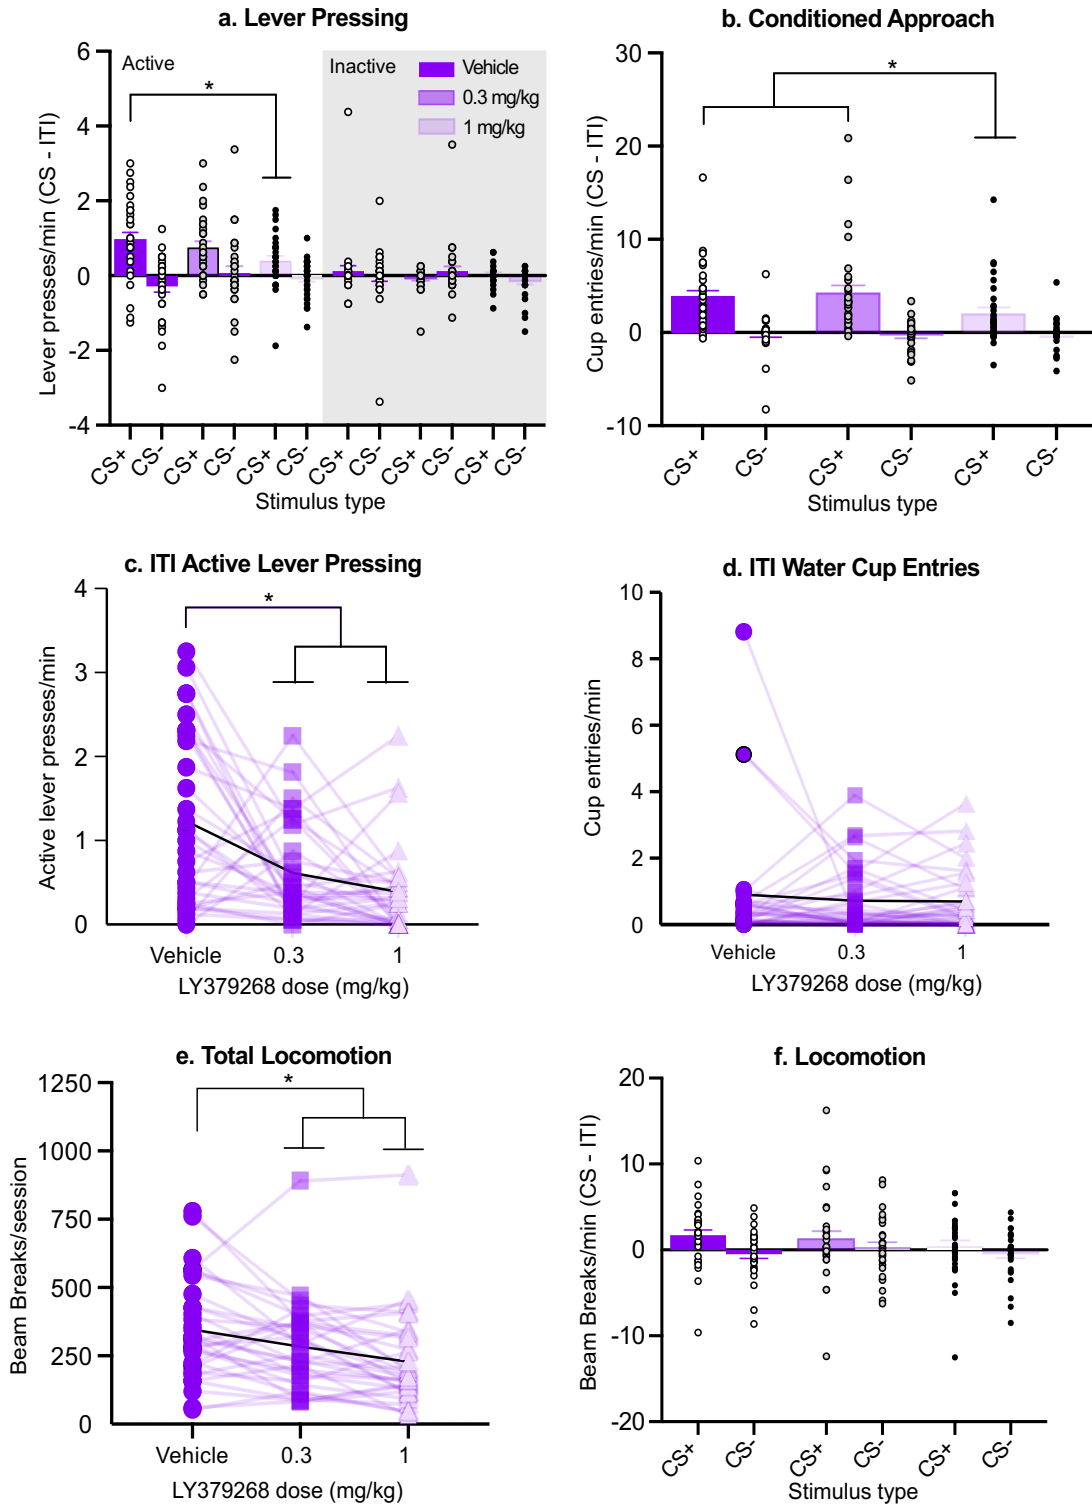 a. Lever Pressing
6
4
2
0
-2
-4
Lever presses/min (CS - ITI)
Active
*
Inactive
Vehicle
0.3 mg/kg
1 mg/kg
CS+ CS- CS+ CS- CS+ CS- CS+ CS- CS+ CS- CS+ CS-
Stimulus type
b. Conditioned Approach
30
20
10
0
-10
Cup entries/min (CS - ITI)
*
CS+ CS- CS+ CS- CS+ CS-
Stimulus type
c. ITI Active Lever Pressing
4
3
2
1
0
Active lever presses/min
*
Vehicle 0.3 1
LY379268 dose (mg/kg)
d. ITI Water Cup Entries
10
8
6
4
2
0
Cup entries/min
Vehicle 0.3 1
LY379268 dose (mg/kg)
e. Total Locomotion
1250
1000
750
500
250
0
Beam Breaks/session
*
Vehicle 0.3 1
LY379268 dose (mg/kg)
f. Locomotion
20
10
0
-10
-20
Beam Breaks/min (CS - ITI)
CS+ CS- CS+ CS- CS+ CS-
Stimulus type